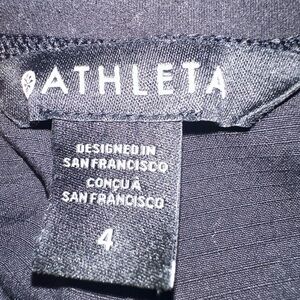 ATHLETA
DESIGNED IN
SAN FRANCISCO
CONÇU À
SAN FRANCISCO
4